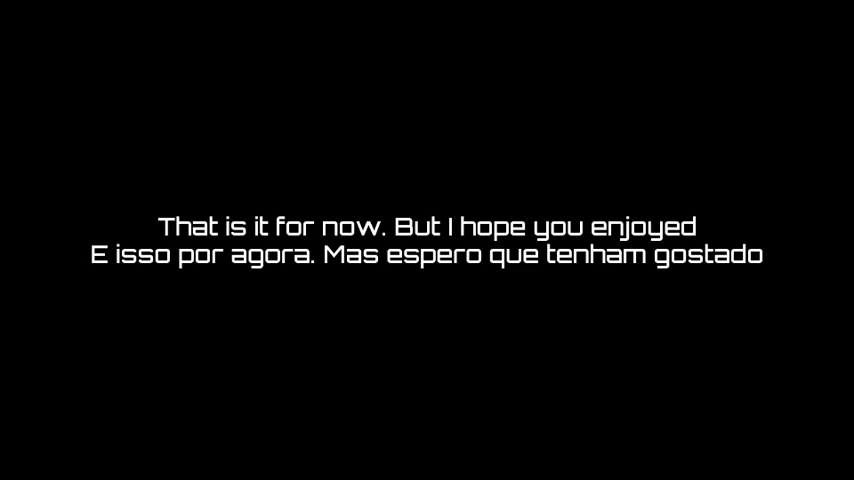 That is it for now. But I hope you enjoyed
E isso por agora. Mas espero que tenham gostado